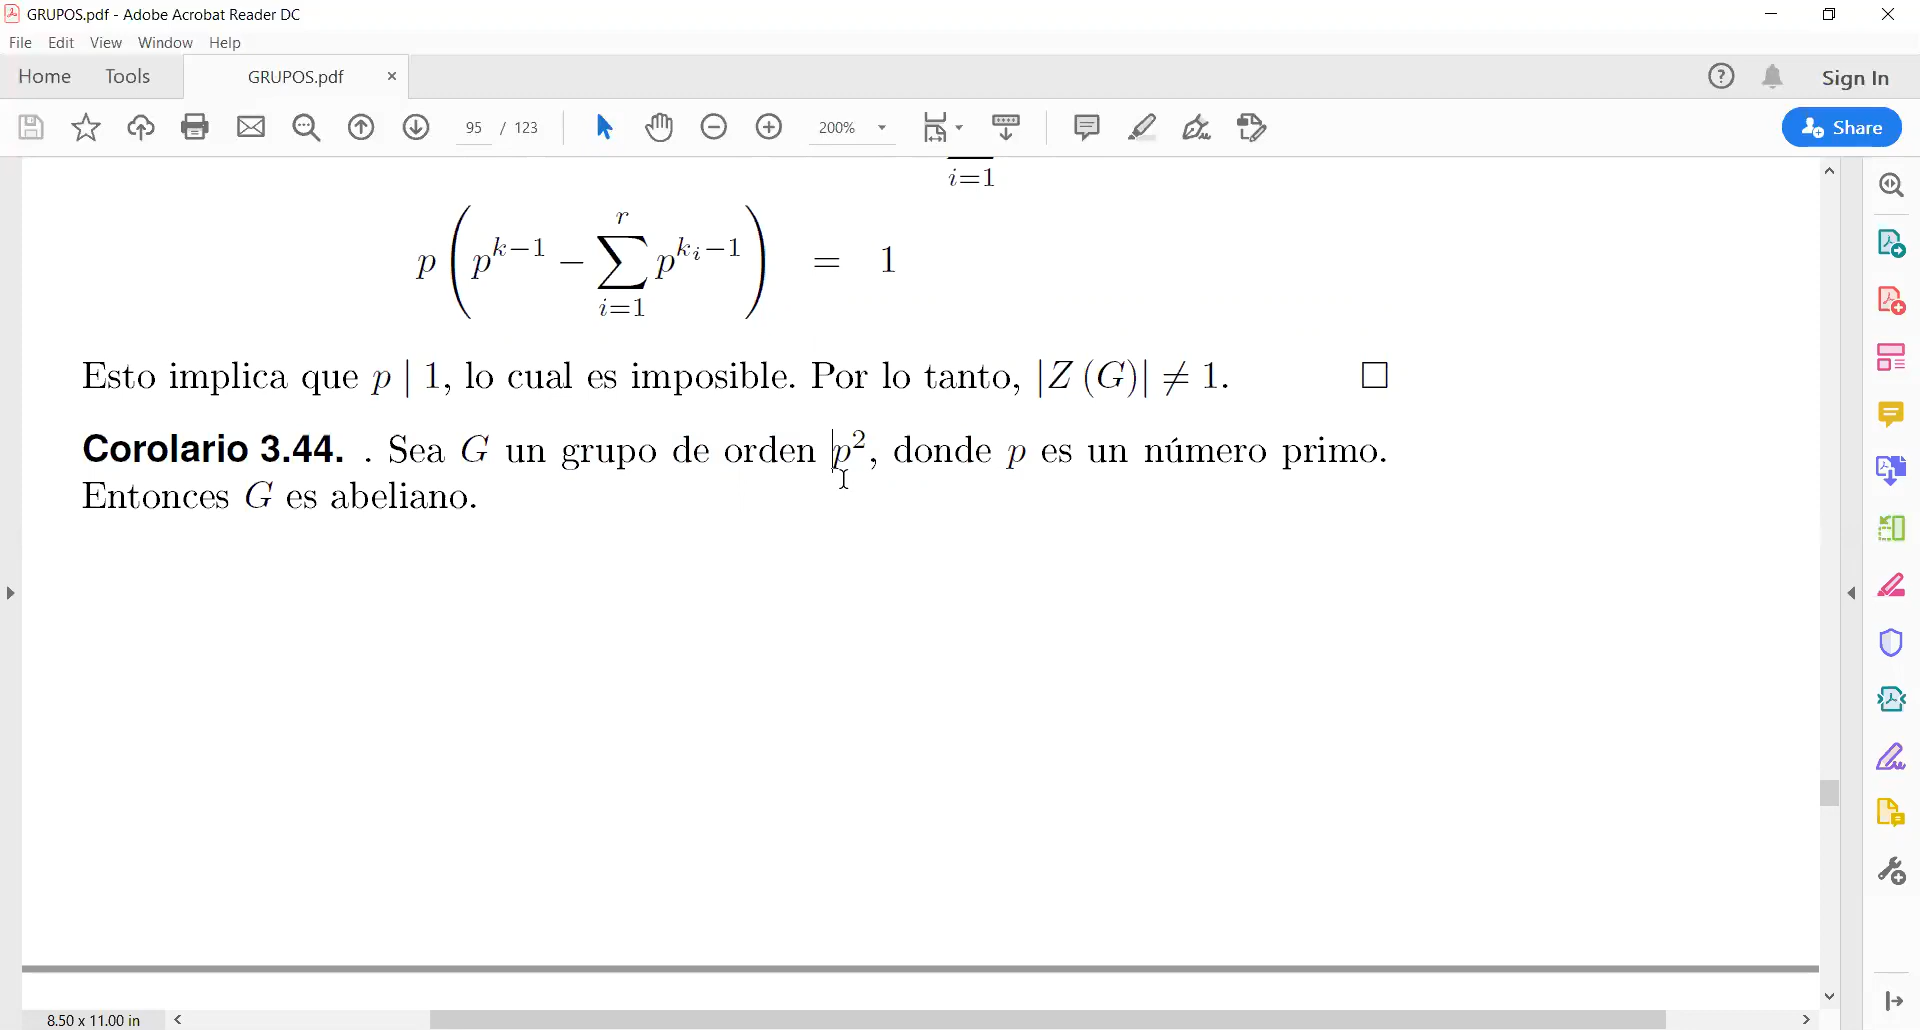 GRUPOS.pdf - Adobe Acrobat Reader DC
File Edit View Window Help
Home Tools GRUPOS.pdf × Sign In
95 / 123 200% Share
i=1
p ( p^{k−1} − \sum_{i=1}^{r} p^{k_i−1} ) = 1
Esto implica que p | 1, lo cual es imposible. Por lo tanto, |Z (G)| ≠ 1. □
Corolario 3.44. . Sea G un grupo de orden p², donde p es un número primo.
Entonces G es abeliano.
8.50 x 11.00 in